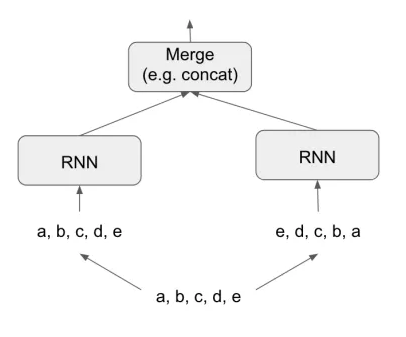 Merge
(e.g. concat)
RNN
RNN
a, b, c, d, e
e, d, c, b, a
a, b, c, d, e